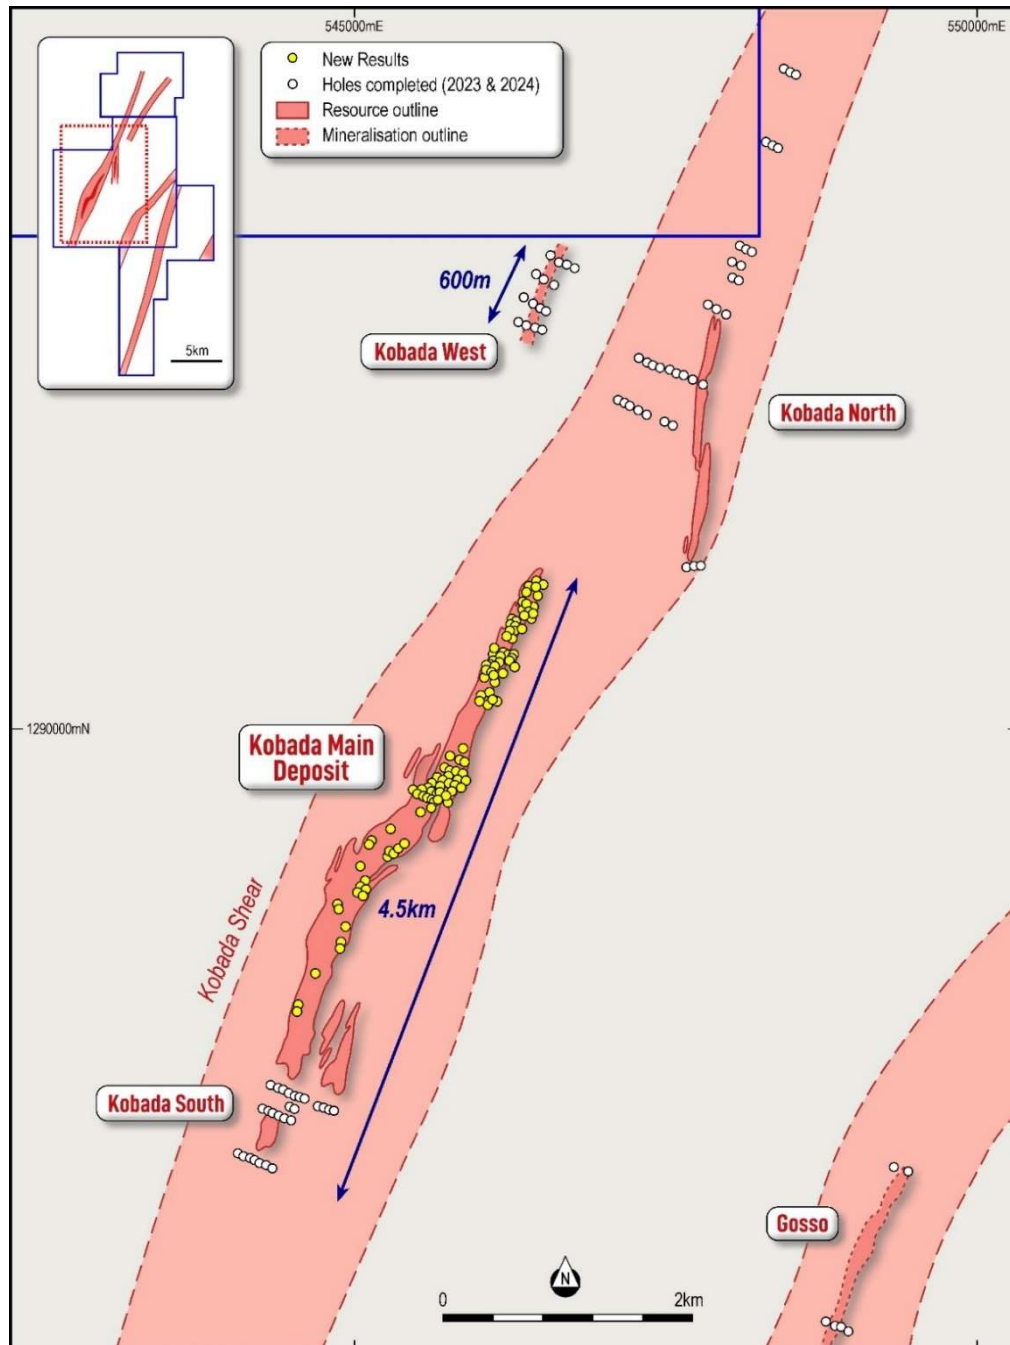 545000mE
550000mE
New Results
Holes completed (2023 & 2024)
Resource outline
Mineralisation outline
5km
600m
Kobada West
Kobada North
1290000mN
Kobada Main
Deposit
4.5km
Kobada Shear
Kobada South
Gosso
N
0
2km